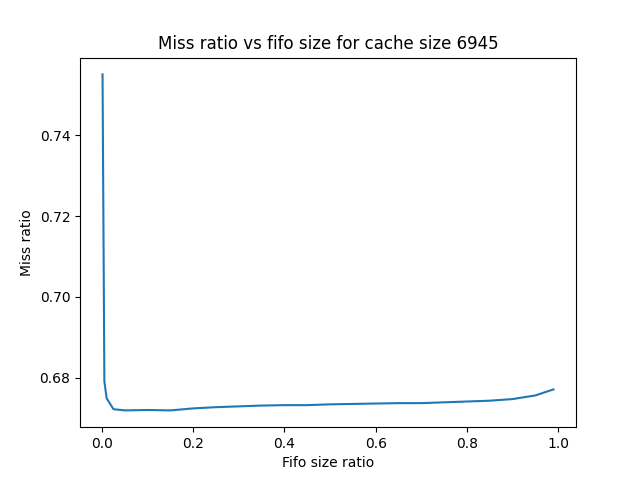 Miss ratio vs fifo size for cache size 6945
0.74
0.72
0.70
0.68
Miss ratio
0.0 0.2 0.4 0.6 0.8 1.0
Fifo size ratio